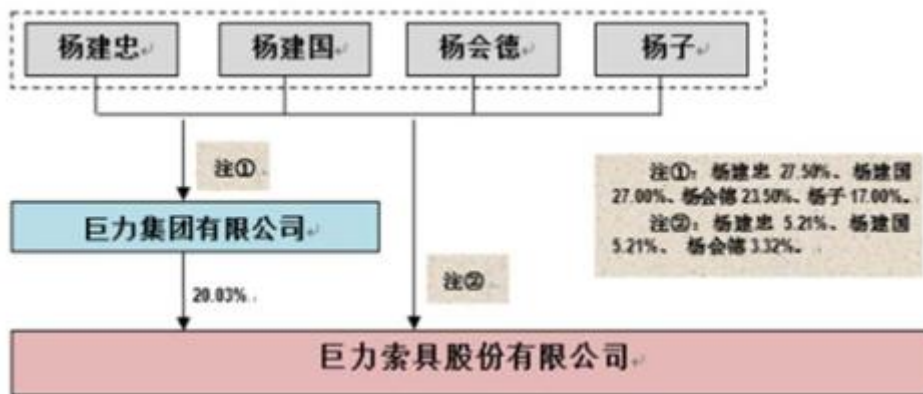 杨建忠
杨建国
杨会德
杨子
注①
注①：杨建忠 27.50%、杨建国
27.00%、杨会德 23.50%、杨子 17.00%。
注②：杨建忠 5.21%、杨建国
5.21%、杨会德 3.32%。
巨力集团有限公司
20.03%
注②
巨力索具股份有限公司